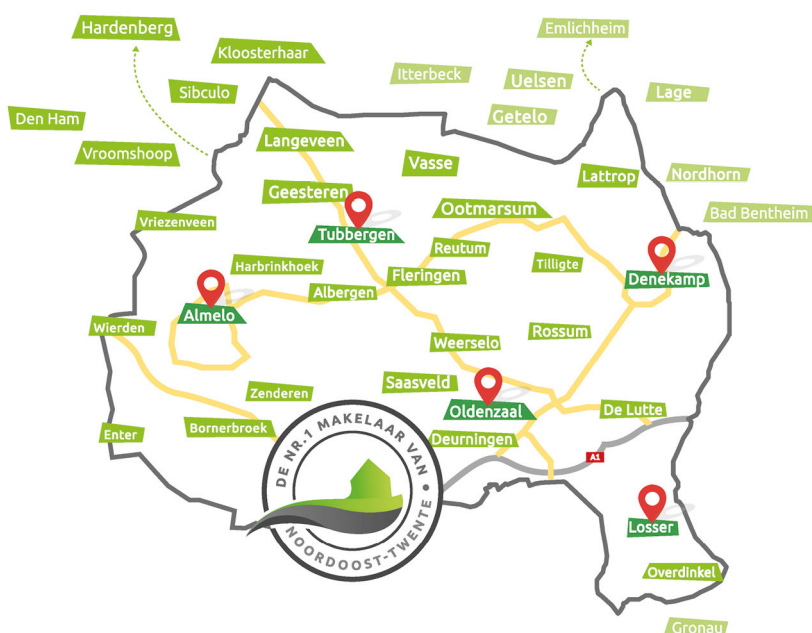 Hardenberg
Emlichheim
Kloosterhaar
Itterbeck
Uelsen
Lage
Sibculo
Getelo
Den Ham
Langeveen
Vroomshoop
Vasse
Lattrop
Nordhorn
Geesteren
Ootmarsum
Bad Bentheim
Vriezenveen
Tubbergen
Reutum
Harbrinkhoek
Fleringen
Tilligte
Denekamp
Albergen
Almelo
Wierden
Rossum
Weerselo
Saasveld
Zenderen
Oldenzaal
De Lutte
Bornerbroek
Enter
Deurningen
A1
DE NR.1 MAKELAAR VAN
NOORDOOST-TWENTE
Losser
Overdinkel
Gronau